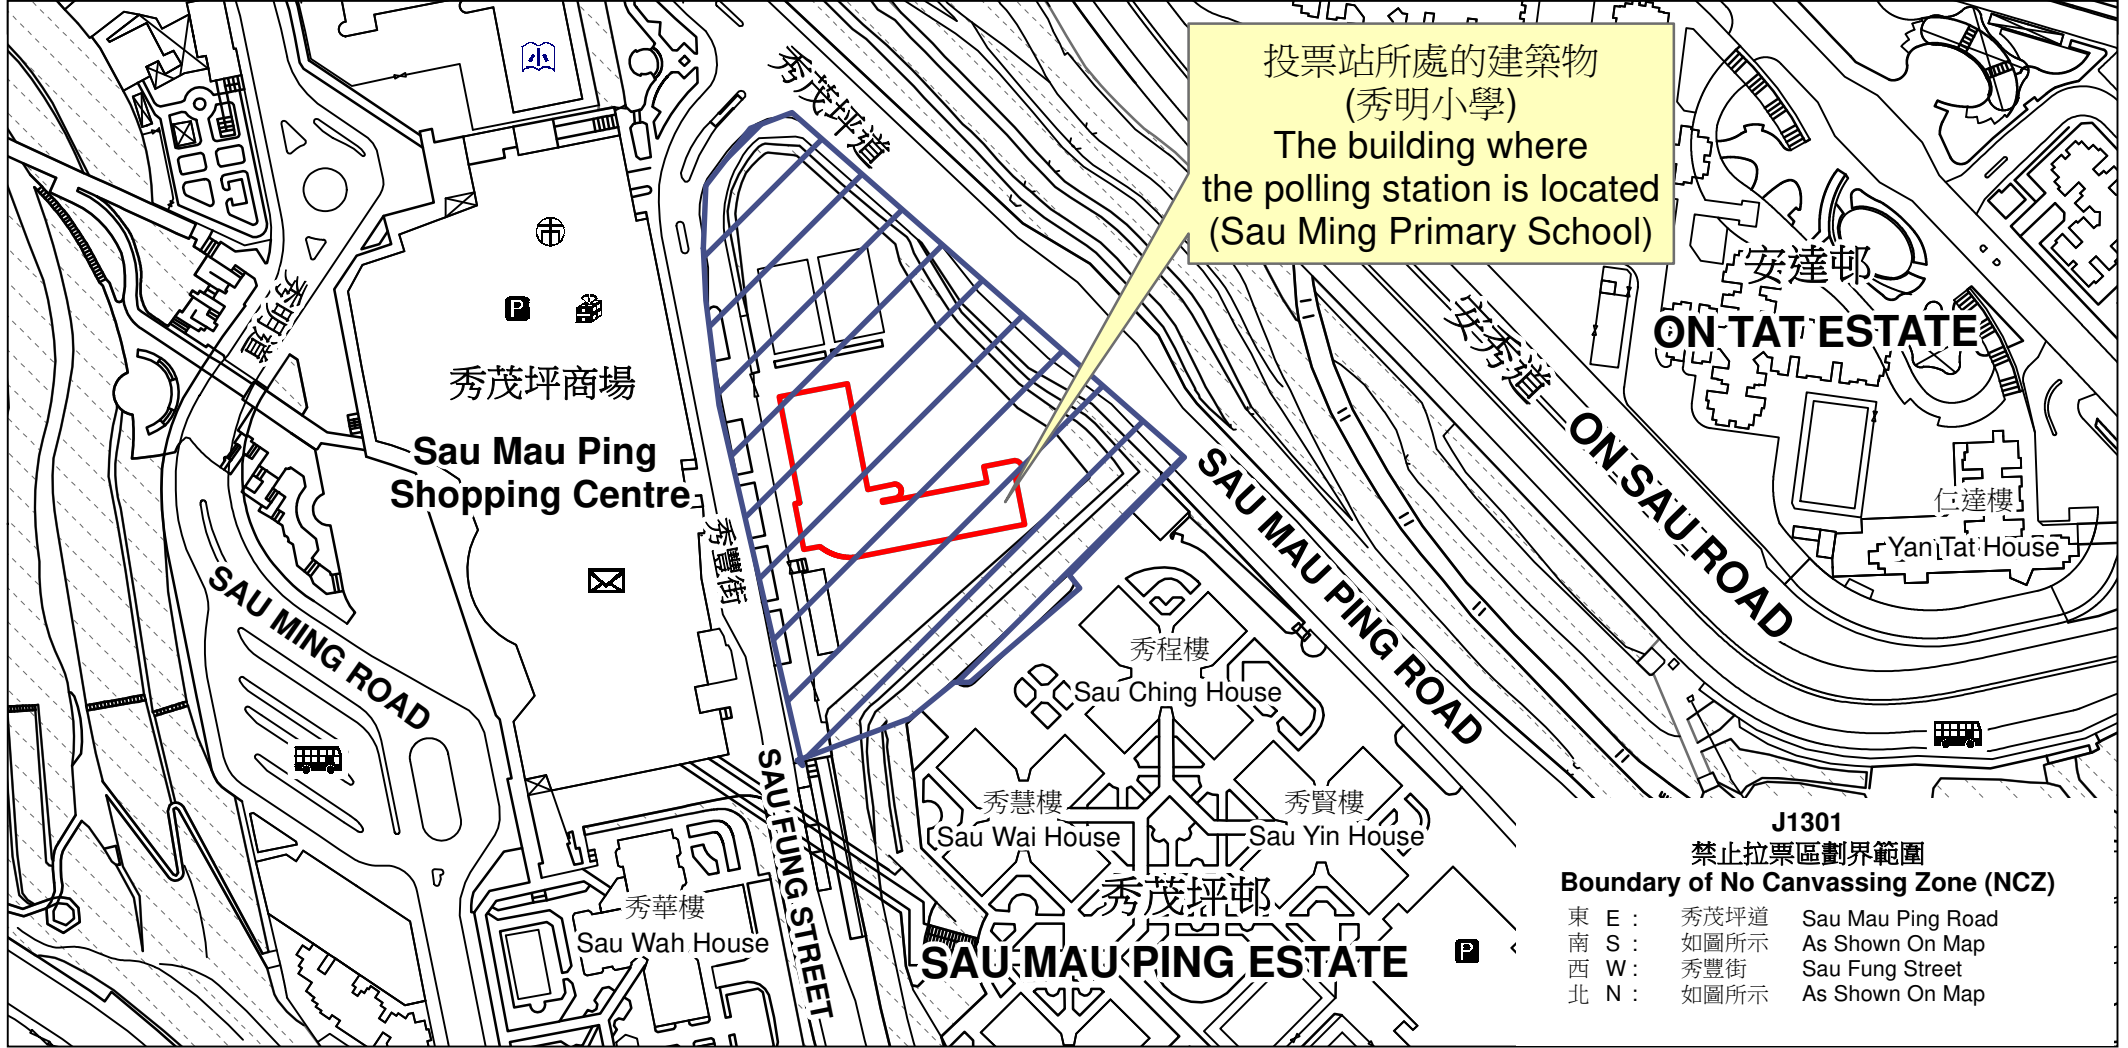 小
秀茂坪道
投票站所處的建築物
(秀明小學)
The building where
the polling station is located
(Sau Ming Primary School)
安達邨
ON TAT ESTATE
秀明道
P
秀茂坪商場
Sau Mau Ping
Shopping Centre
安秀道
ON SAU ROAD
仁達樓
Yan Tat House
秀豐街
SAU MAU PING ROAD
SAU MING ROAD
秀程樓
Sau Ching House
秀慧樓
Sau Wai House
秀賢樓
Sau Yin House
SAU FUNG STREET
秀華樓
Sau Wah House
秀茂坪邨
SAU MAU PING ESTATE
P
J1301
禁止拉票區劃界範圍
Boundary of No Canvassing Zone (NCZ)
東 E : 秀茂坪道 Sau Mau Ping Road
南 S : 如圖所示 As Shown On Map
西 W : 秀豐街 Sau Fung Street
北 N : 如圖所示 As Shown On Map